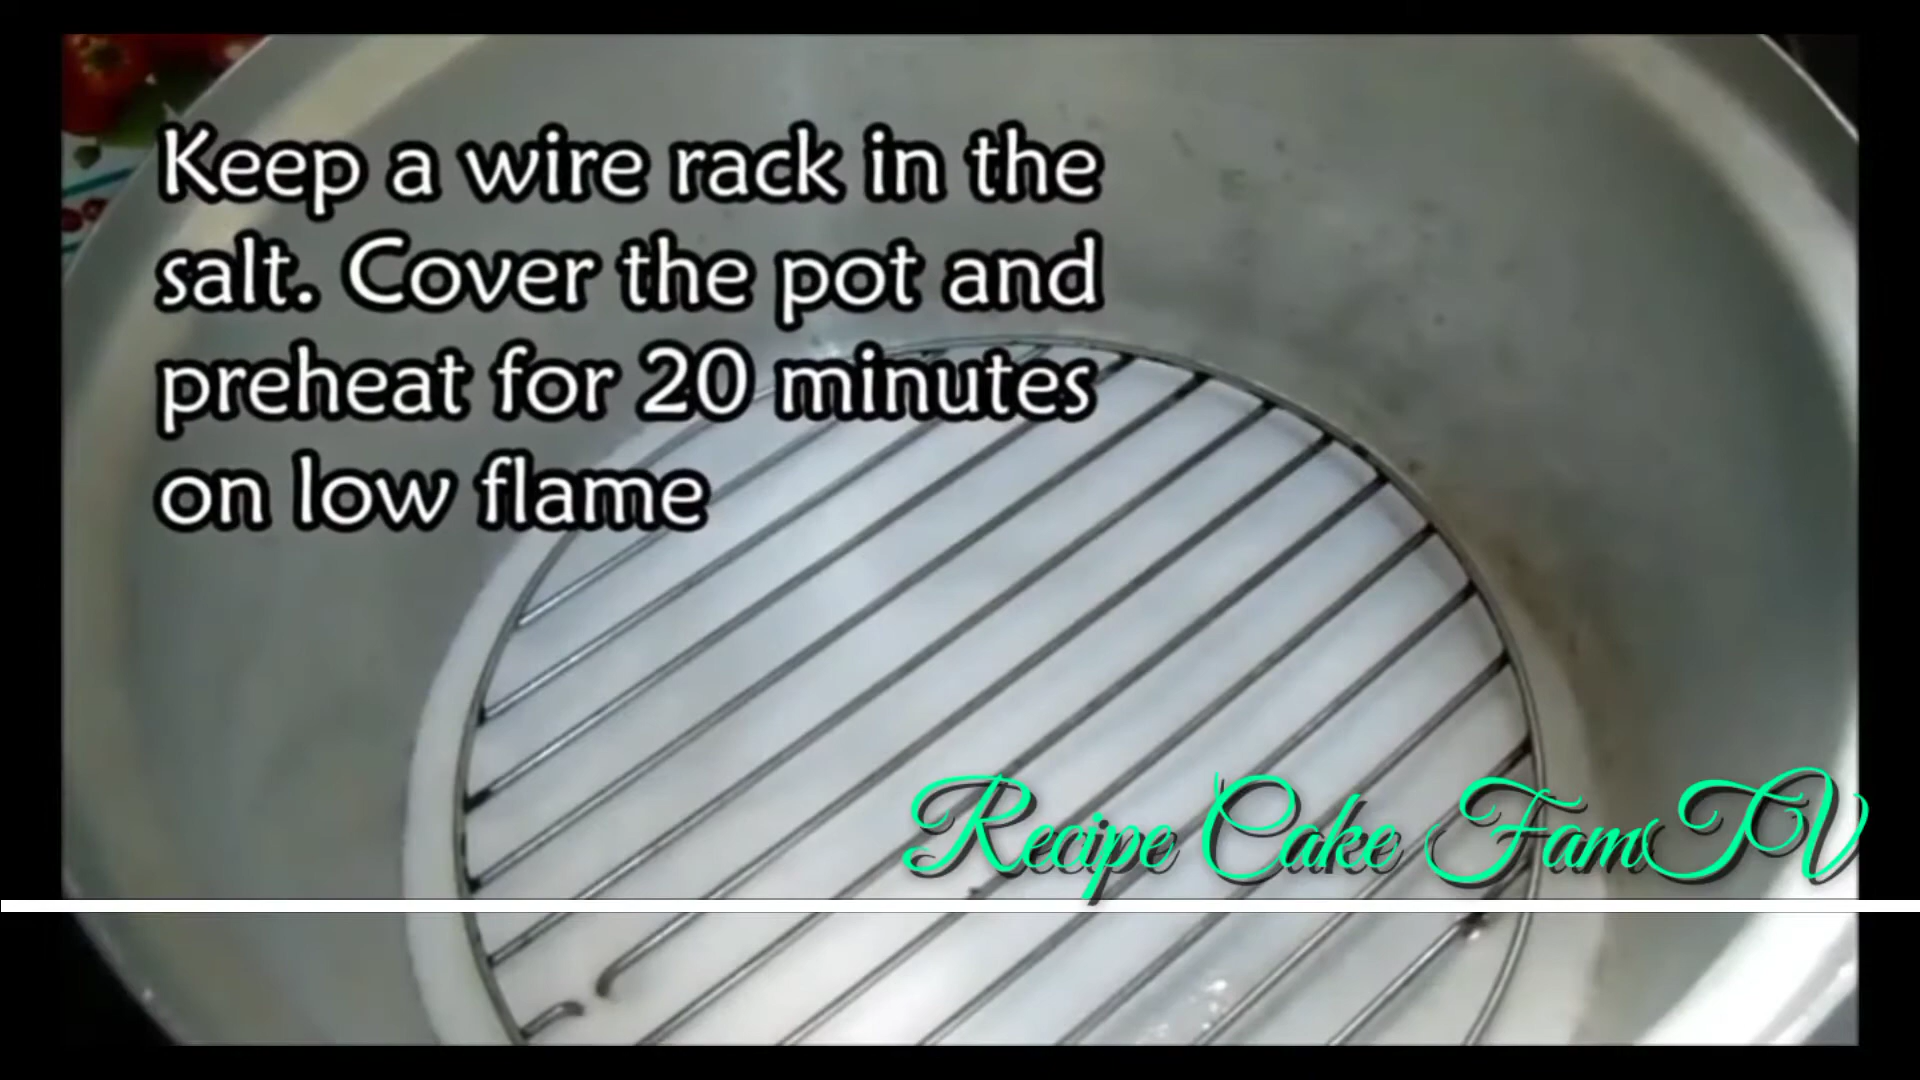 Keep a wire rack in the
salt. Cover the pot and
preheat for 20 minutes
on low flame
Recipe Cake FamTV